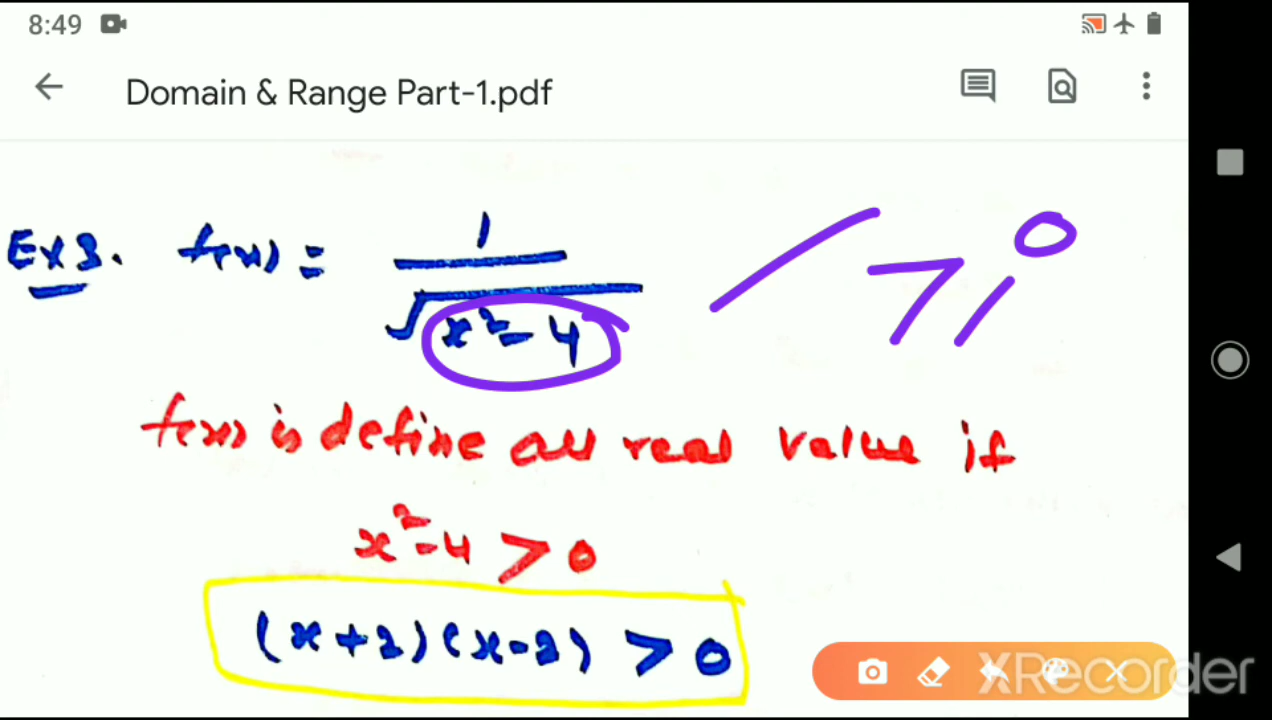 8:49
Domain & Range Part-1.pdf
Ex3. f(x) = 1/√(x²-4) ⩾ 0
f(x) is define all real value if
x²-4 > 0
(x+2)(x-2) > 0
XRecorder